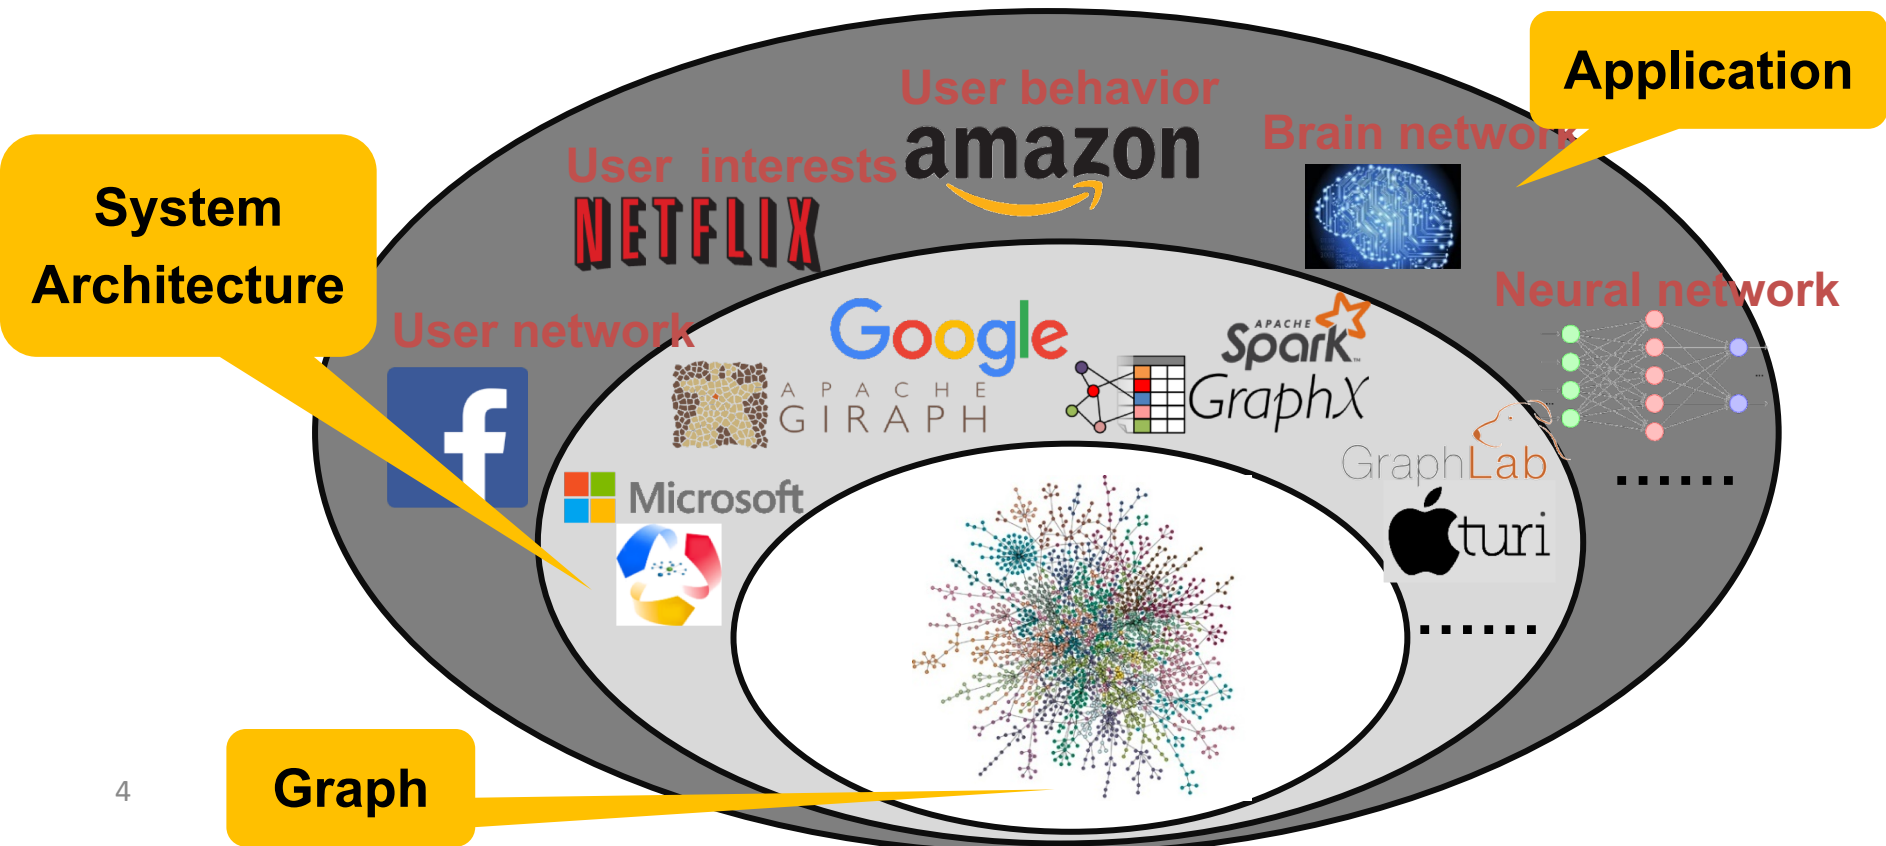 Application
User behavior
amazon
Brain network
User interests
NETFLIX
System
Architecture
Neural network
User network
Google
APACHE
Spark™
GraphX
APACHE
GIRAPH
f
GraphLab
......
Microsoft
turi
......
Graph
4